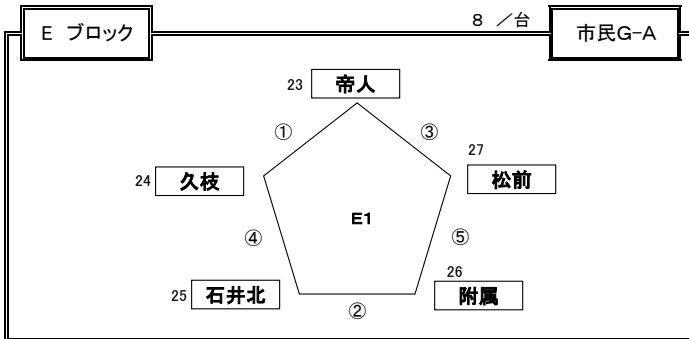 E ブロック
8 ／台
市民G-A
23 帝人
① ③
27
24 久枝
松前
E1
④ ⑤
26
25 石井北
附属
②